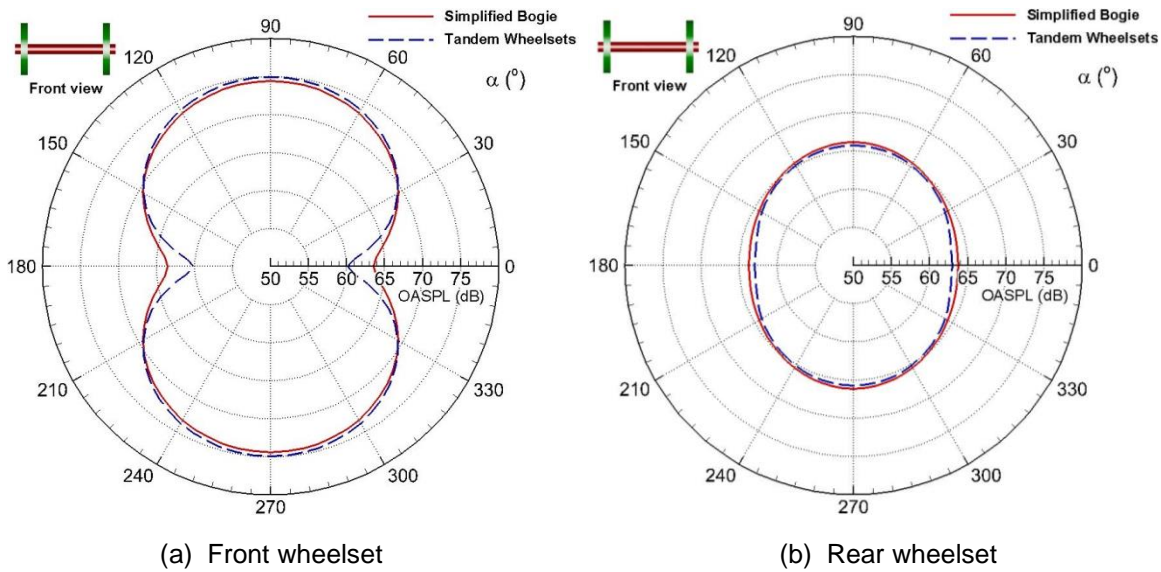 Simplified Bogie
Tandem Wheelsets
Front view
α (°)
90
60
30
0
330
300
270
240
210
180
150
120
50 55 60 65 70 75
OASPL (dB)
(a) Front wheelset
Simplified Bogie
Tandem Wheelsets
Front view
α (°)
90
60
30
0
330
300
270
240
210
180
150
120
50 55 60 65 70 75
OASPL (dB)
(b) Rear wheelset